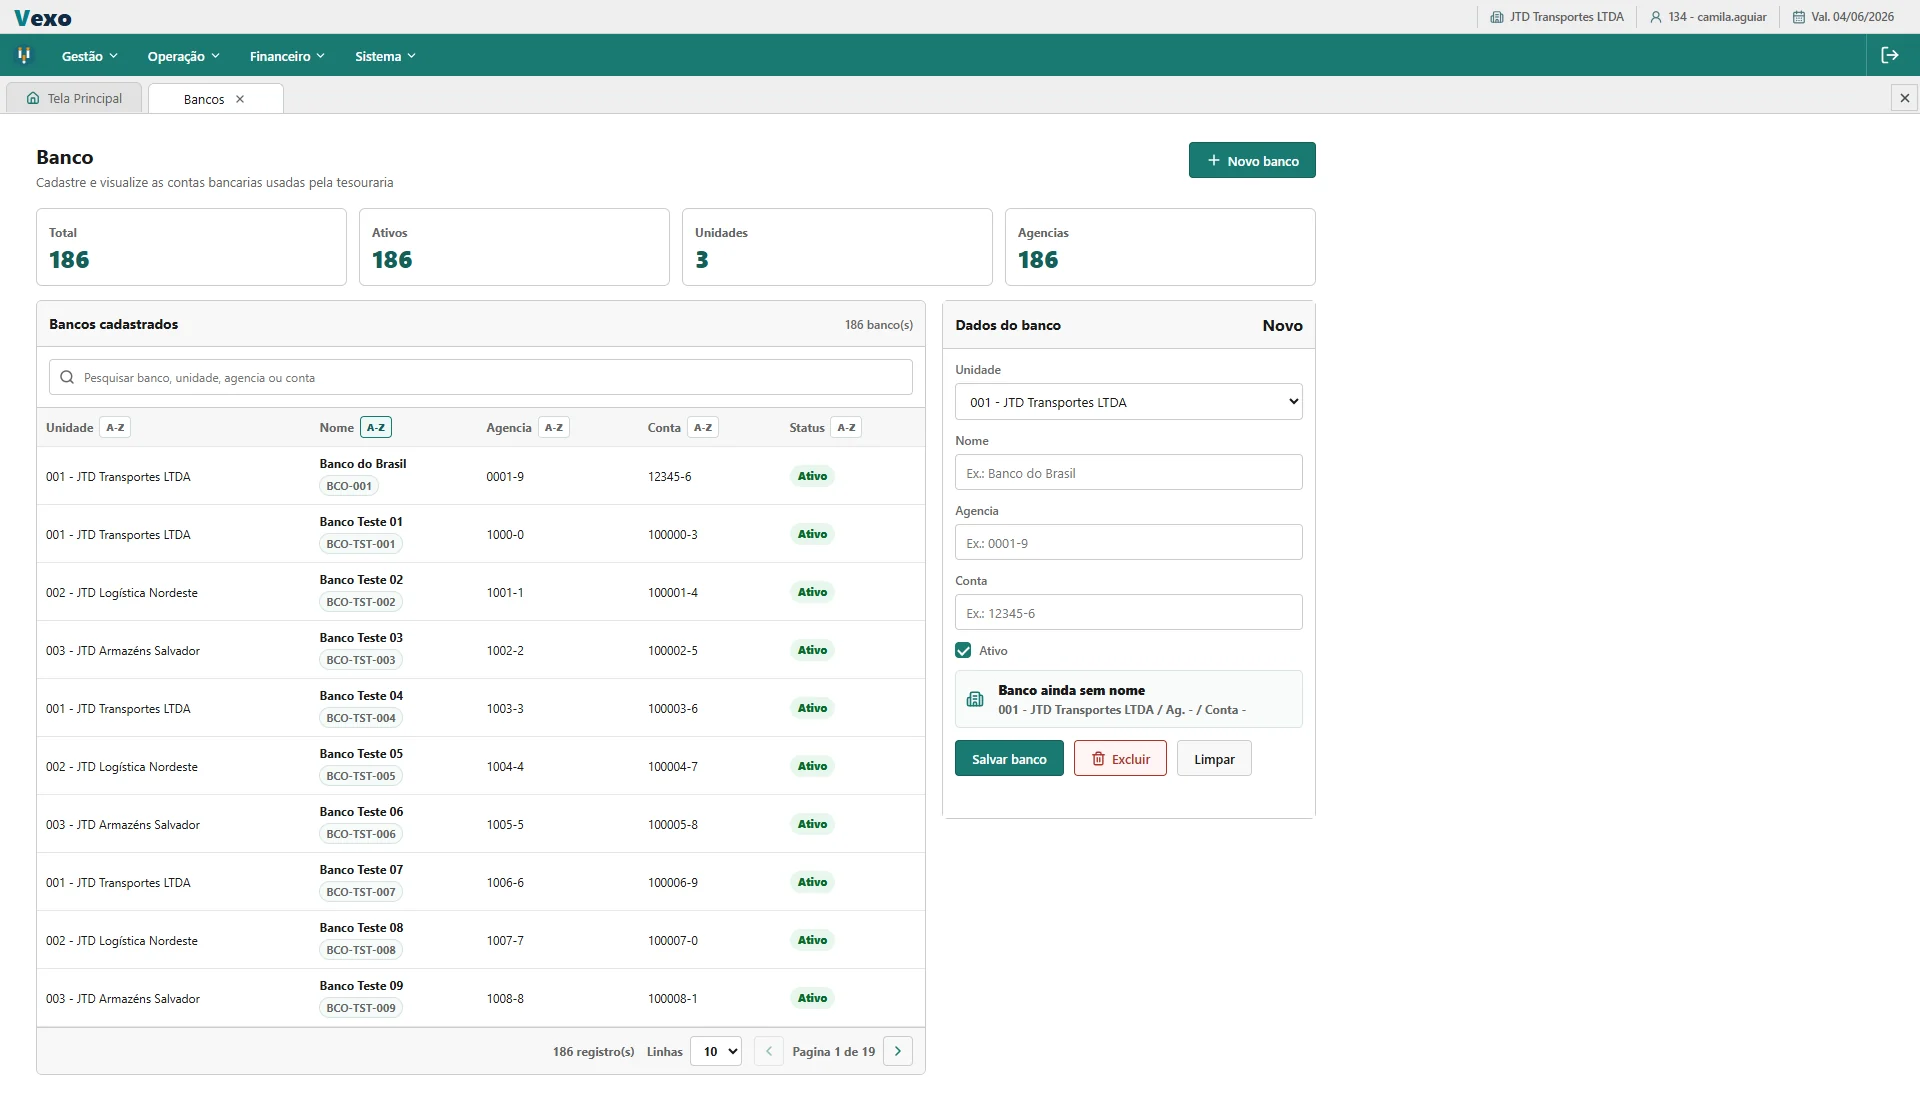 Vexo
JTD Transportes LTDA
134 - camila.aguiar
Val. 04/06/2026
Gestão
Operação
Financeiro
Sistema
Tela Principal
Bancos
Banco
Cadastre e visualize as contas bancarias usadas pela tesouraria
Novo banco
Total
186
Ativos
186
Unidades
3
Agencias
186
Bancos cadastrados
186 banco(s)
Pesquisar banco, unidade, agencia ou conta
Unidade A-Z Nome A-Z Agencia A-Z Conta A-Z Status A-Z
001 - JTD Transportes LTDA Banco do Brasil BCO-001 0001-9 12345-6 Ativo
001 - JTD Transportes LTDA Banco Teste 01 BCO-TST-001 1000-0 100000-3 Ativo
002 - JTD Logística Nordeste Banco Teste 02 BCO-TST-002 1001-1 100001-4 Ativo
003 - JTD Armazéns Salvador Banco Teste 03 BCO-TST-003 1002-2 100002-5 Ativo
001 - JTD Transportes LTDA Banco Teste 04 BCO-TST-004 1003-3 100003-6 Ativo
002 - JTD Logística Nordeste Banco Teste 05 BCO-TST-005 1004-4 100004-7 Ativo
003 - JTD Armazéns Salvador Banco Teste 06 BCO-TST-006 1005-5 100005-8 Ativo
001 - JTD Transportes LTDA Banco Teste 07 BCO-TST-007 1006-6 100006-9 Ativo
002 - JTD Logística Nordeste Banco Teste 08 BCO-TST-008 1007-7 100007-0 Ativo
003 - JTD Armazéns Salvador Banco Teste 09 BCO-TST-009 1008-8 100008-1 Ativo
186 registro(s) Linhas 10 Pagina 1 de 19
Dados do banco
Novo
Unidade
001 - JTD Transportes LTDA
Nome
Ex.: Banco do Brasil
Agencia
Ex.: 0001-9
Conta
Ex.: 12345-6
Ativo
Banco ainda sem nome
001 - JTD Transportes LTDA / Ag. - / Conta -
Salvar banco
Excluir
Limpar